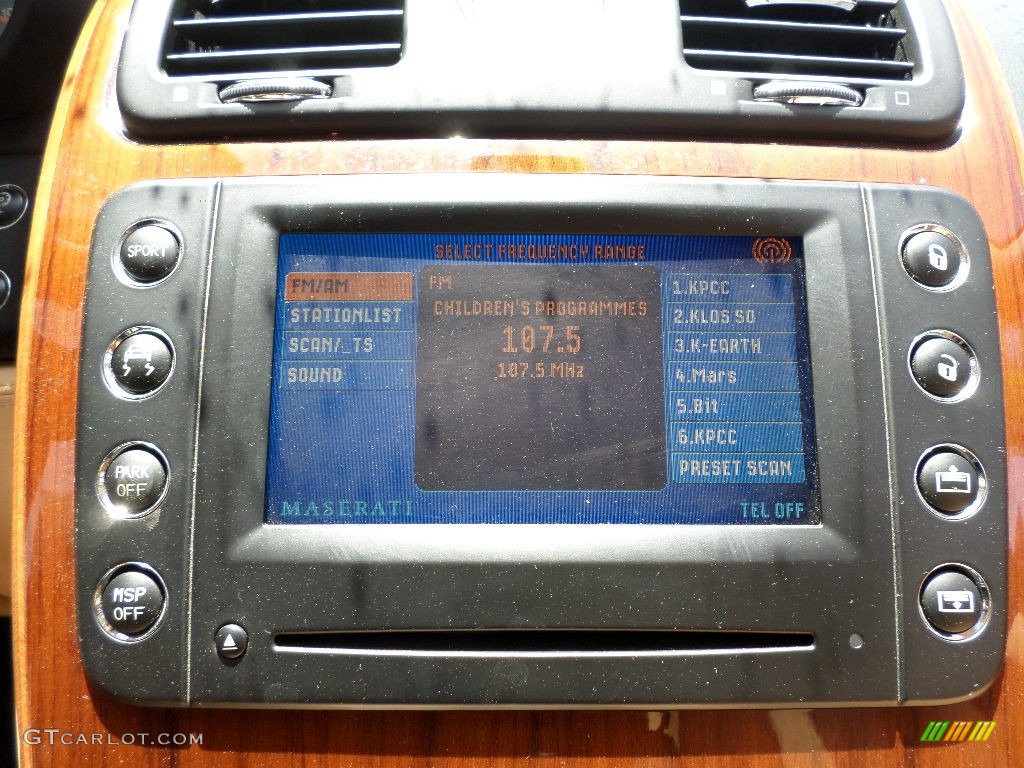 SPORT
PARK
OFF
MSP
OFF
SELECT FREQUENCY RANGE
FM/AM
STATIONLIST
SCAN/_TS
SOUND
FM
CHILDREN'S PROGRAMMES
107.5
107.5 MHz
1.KPCC
2.KLOS SO
3.K-EARTH
4.Mars
5.Bit
6.KPCC
PRESET SCAN
MASERATI
TEL OFF
GTCARLOT.COM